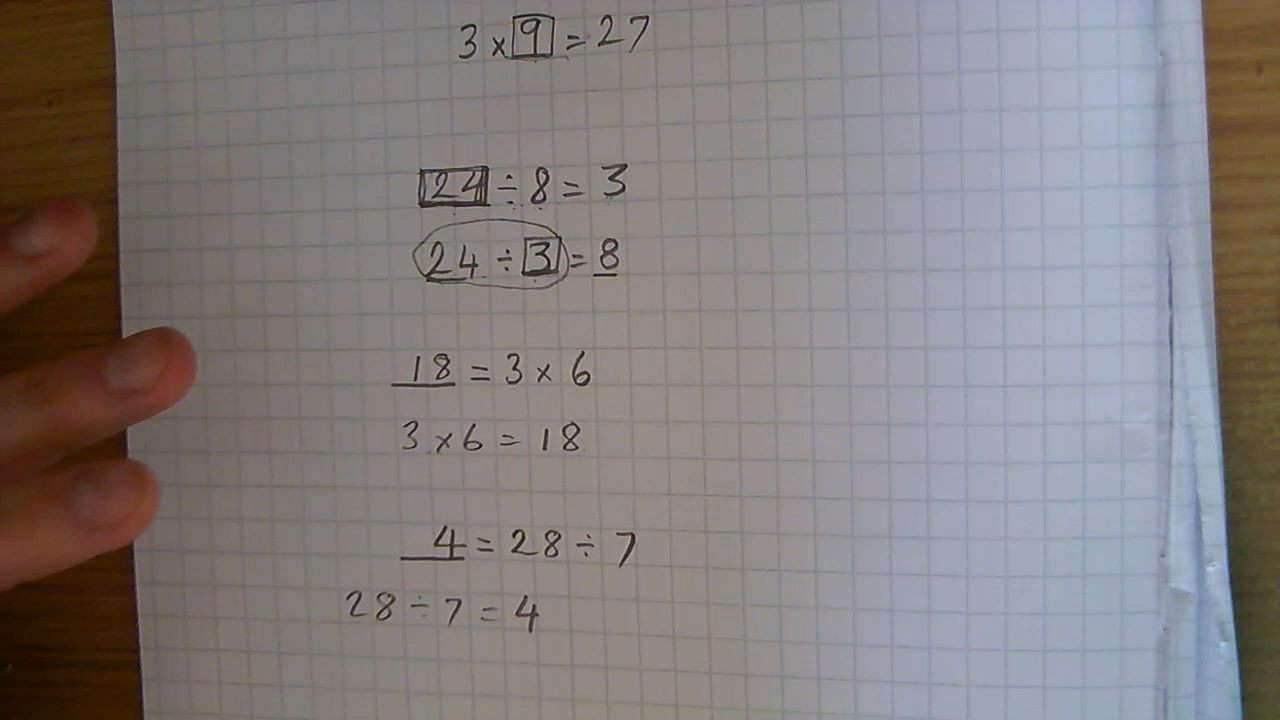 3 × 9 = 27
24 ÷ 8 = 3
24 ÷ 3 = 8
18 = 3 × 6
3 × 6 = 18
4 = 28 ÷ 7
28 ÷ 7 = 4